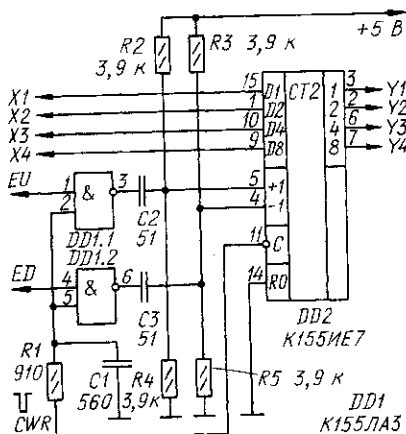 R2 3,9 к
R3 3,9 к
+5 В
X1 15 D1 СТ2 1 3 Y1
X2 1 D2 2 2 Y2
X3 10 D4 4 6 Y3
X4 9 D8 8 7 Y4
EU 1 2 & 3
DD1.1
C2 51
5 +1
4 -1
DD1.2
ED 4 5 & 6
C3 51
11 C
14 R0
DD2
К155ИЕ7
R1 910
CWR
C1 560
R4 3,9к
R5 3,9 к
DD1
К155ЛА3